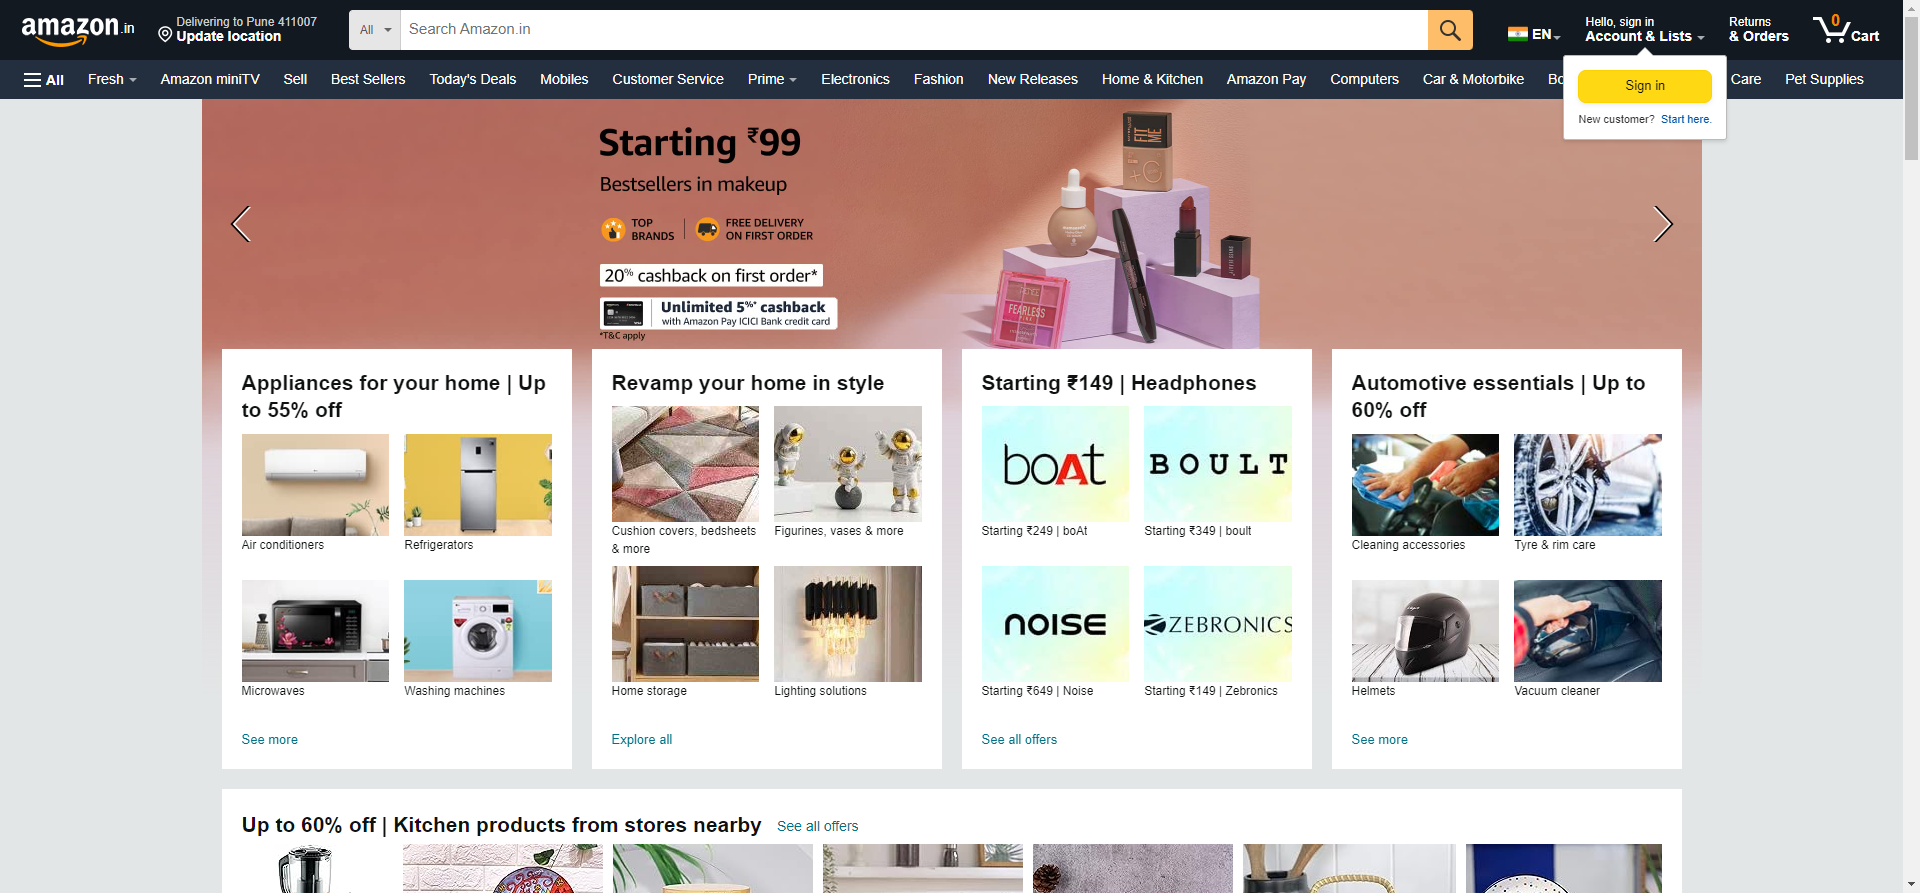 amazon.in
Delivering to Pune 411007
Update location
All
Search Amazon.in
EN
Hello, sign in
Account & Lists
Returns
& Orders
0
Cart
All
Fresh
Amazon miniTV
Sell
Best Sellers
Today's Deals
Mobiles
Customer Service
Prime
Electronics
Fashion
New Releases
Home & Kitchen
Amazon Pay
Computers
Car & Motorbike
Care
Pet Supplies
Sign in
New customer? Start here.
Starting ₹99
Bestsellers in makeup
TOP
BRANDS
FREE DELIVERY
ON FIRST ORDER
20% cashback on first order*
Unlimited 5%* cashback
with Amazon Pay ICICI Bank credit card
*T&C apply
FIT
ME
+C
FEARLESS
Appliances for your home | Up
to 55% off
Air conditioners
Refrigerators
Microwaves
Washing machines
See more
Revamp your home in style
Cushion covers, bedsheets
& more
Figurines, vases & more
Home storage
Lighting solutions
Explore all
Starting ₹149 | Headphones
boAt
BOULT
Starting ₹249 | boAt
Starting ₹349 | boult
NOISE
ZEBRONICS
Starting ₹649 | Noise
Starting ₹149 | Zebronics
See all offers
Automotive essentials | Up to
60% off
Cleaning accessories
Tyre & rim care
Helmets
Vacuum cleaner
See more
Up to 60% off | Kitchen products from stores nearby
See all offers